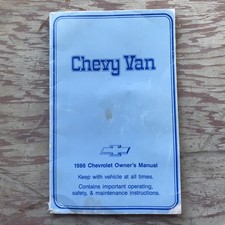 Chevy Van
1986 Chevrolet Owner's Manual
Keep with vehicle at all times.
Contains important operating,
safety, & maintenance instructions.